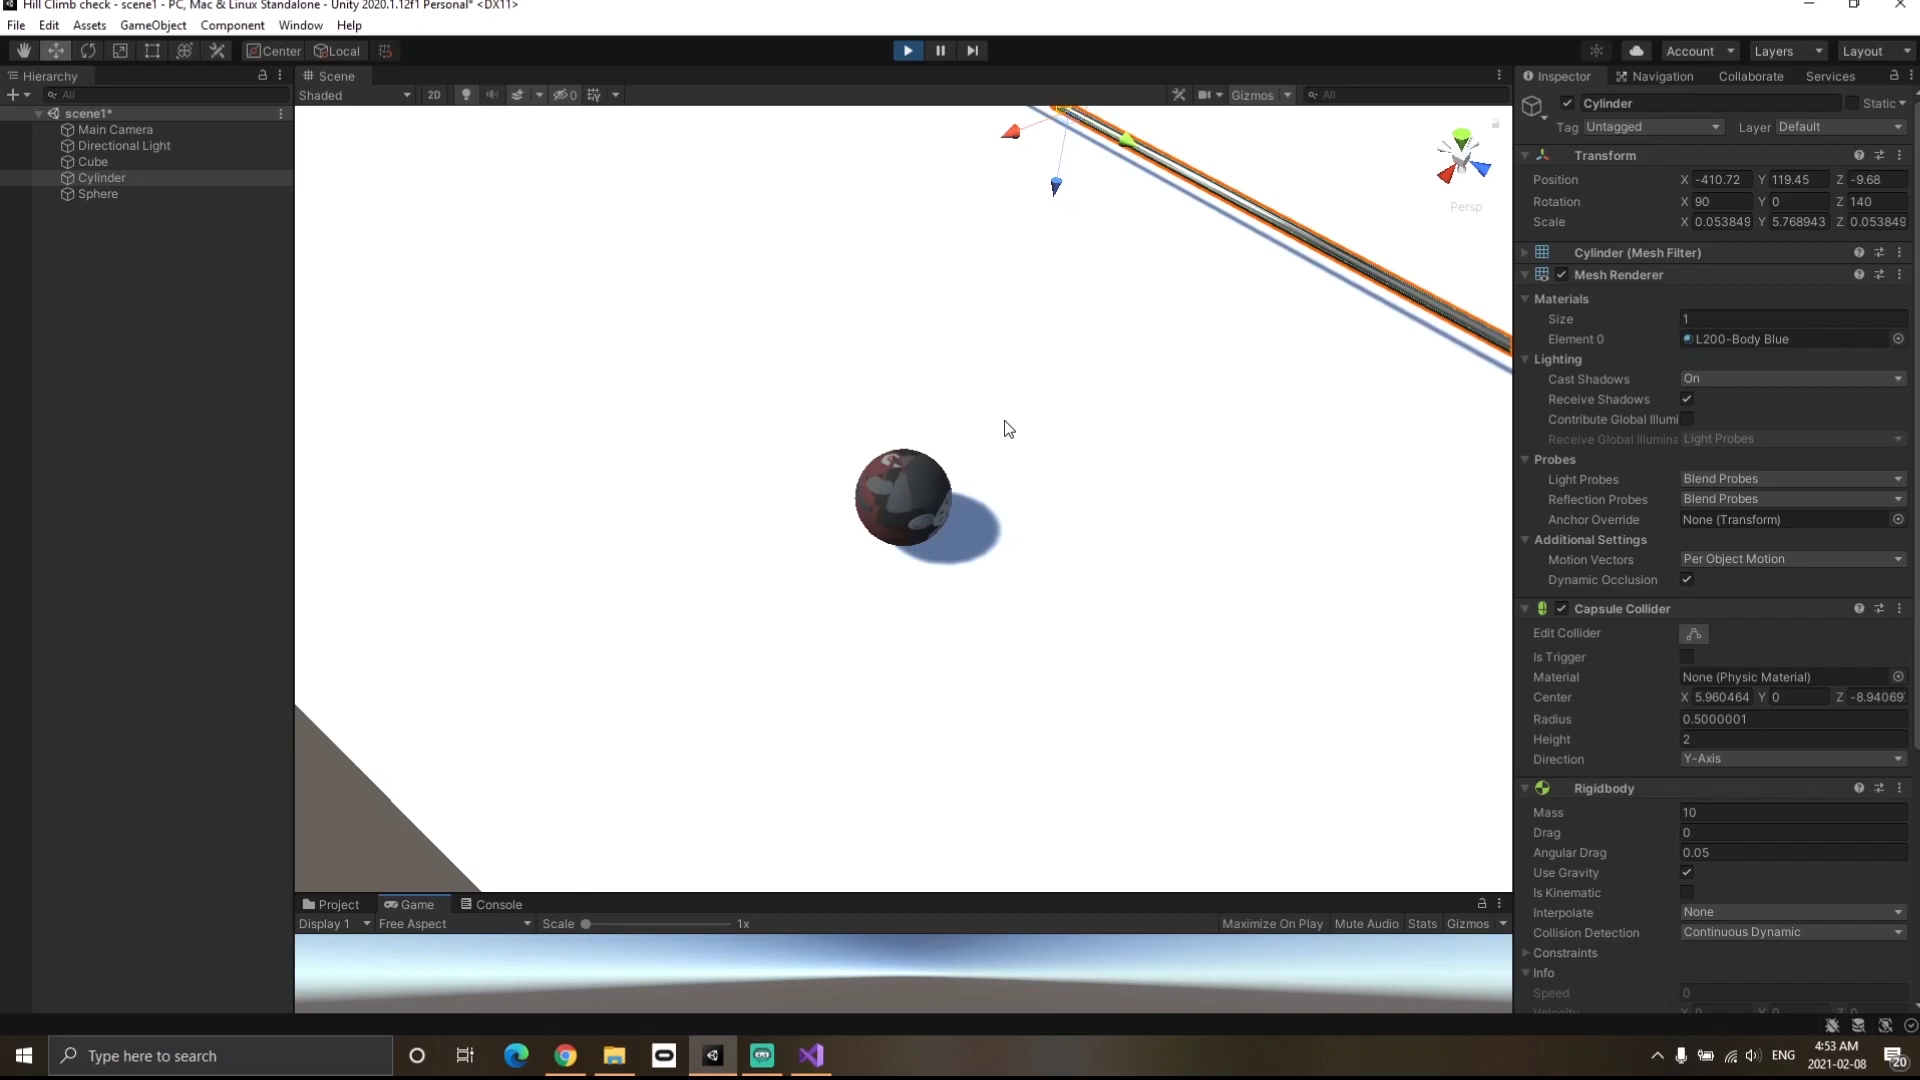 Hill Climb check - scene1 - PC, Mac & Linux Standalone - Unity 2020.1.12f1 Personal* <DX11>
File Edit Assets GameObject Component Window Help
Center Local Account Layers Layout
Hierarchy Scene Inspector Navigation Collaborate Services
All Shaded 2D 0 Gizmos All
scene1*
Main Camera
Directional Light
Cube
Cylinder
Sphere
Persp
Cylinder Static
Tag Untagged Layer Default
Transform
Position X -410.72 Y 119.45 Z -9.68
Rotation X 90 Y 0 Z 140
Scale X 0.053849 Y 5.768943 Z 0.053849
Cylinder (Mesh Filter)
Mesh Renderer
Materials
Size 1
Element 0 L200-Body Blue
Lighting
Cast Shadows On
Receive Shadows
Contribute Global Illumi
Receive Global Illumina Light Probes
Probes
Light Probes Blend Probes
Reflection Probes Blend Probes
Anchor Override None (Transform)
Additional Settings
Motion Vectors Per Object Motion
Dynamic Occlusion
Capsule Collider
Edit Collider
Is Trigger
Material None (Physic Material)
Center X 5.960464 Y 0 Z -8.94069
Radius 0.5000001
Height 2
Direction Y-Axis
Rigidbody
Mass 10
Drag 0
Angular Drag 0.05
Use Gravity
Is Kinematic
Interpolate None
Collision Detection Continuous Dynamic
Constraints
Info
Speed 0
Project Game Console
Display 1 Free Aspect Scale 1x Maximize On Play Mute Audio Stats Gizmos
Type here to search
ENG
4:53 AM
2021-02-08
20